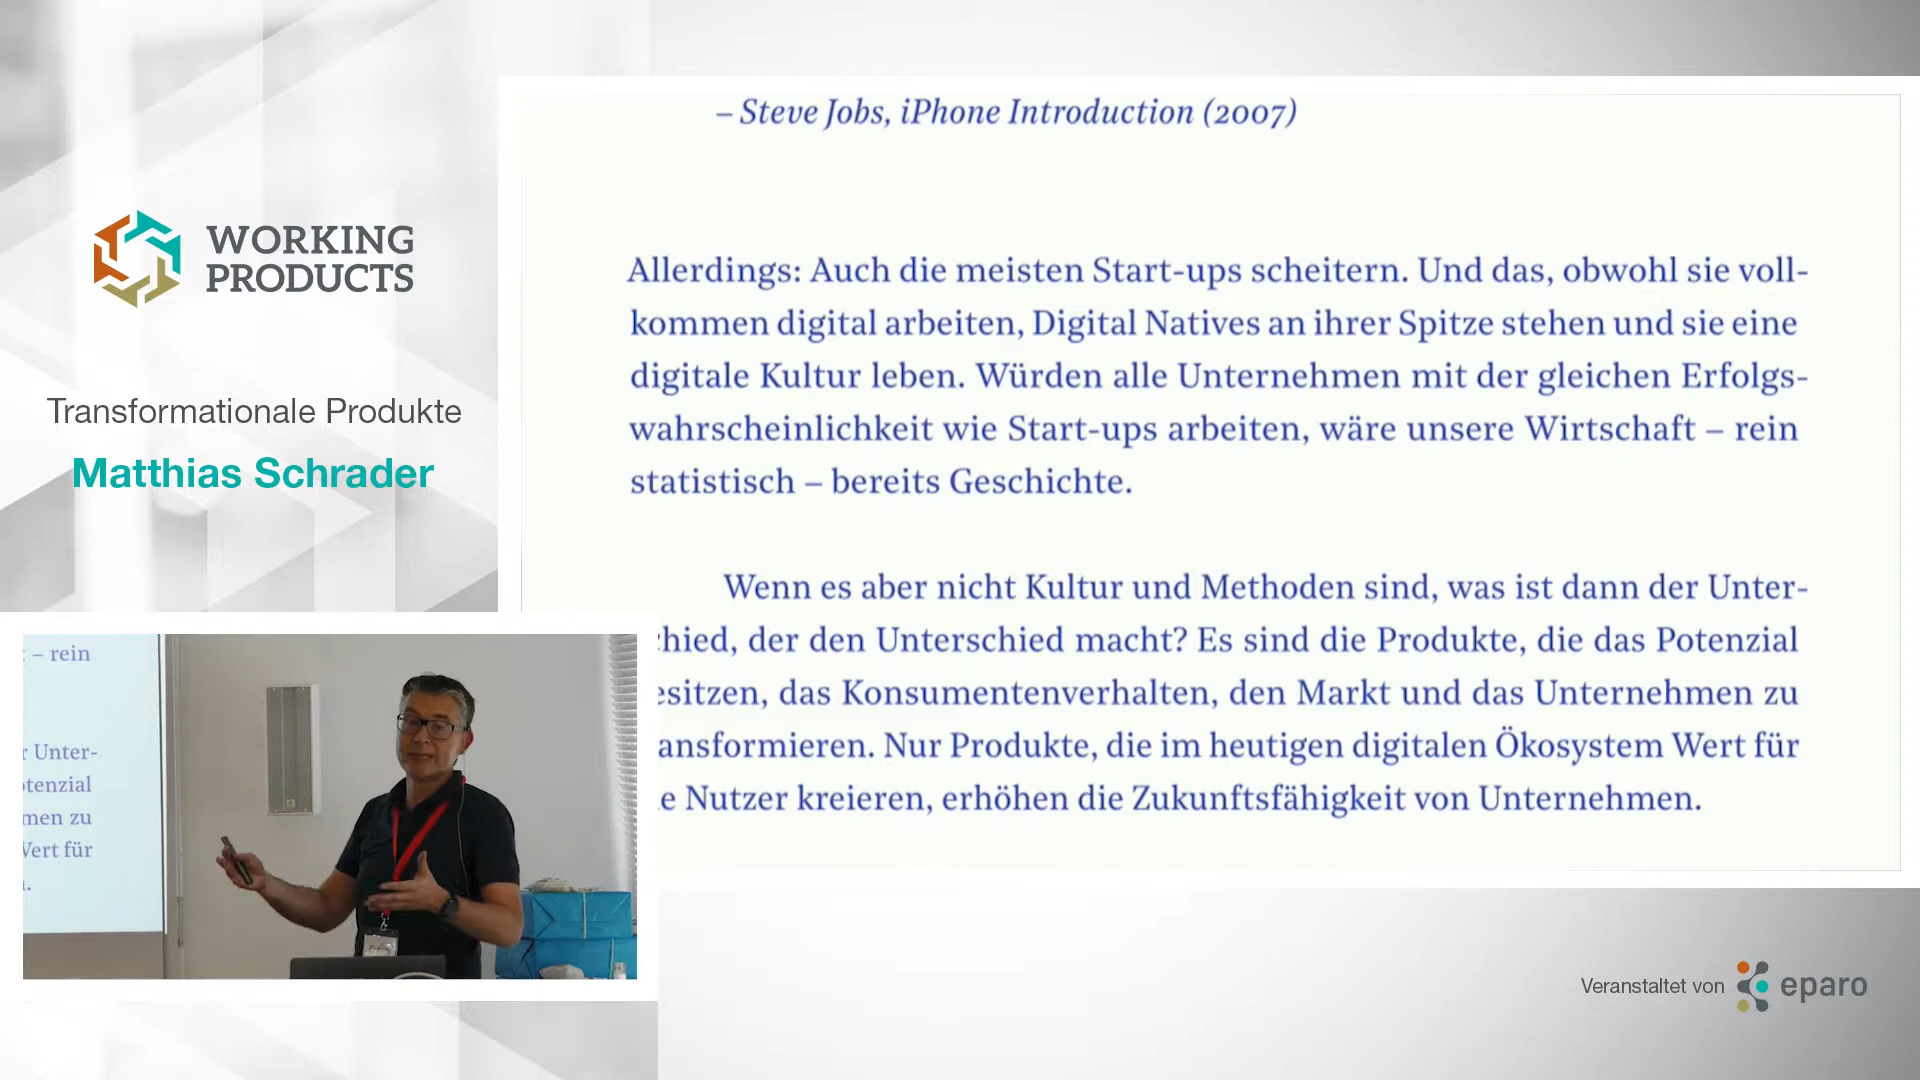 WORKING
PRODUCTS
Transformationale Produkte
Matthias Schrader
– Steve Jobs, iPhone Introduction (2007)
Allerdings: Auch die meisten Start-ups scheitern. Und das, obwohl sie voll-
kommen digital arbeiten, Digital Natives an ihrer Spitze stehen und sie eine
digitale Kultur leben. Würden alle Unternehmen mit der gleichen Erfolgs-
wahrscheinlichkeit wie Start-ups arbeiten, wäre unsere Wirtschaft – rein
statistisch – bereits Geschichte.
Wenn es aber nicht Kultur und Methoden sind, was ist dann der Unter-
chied, der den Unterschied macht? Es sind die Produkte, die das Potenzial
esitzen, das Konsumentenverhalten, den Markt und das Unternehmen zu
ansformieren. Nur Produkte, die im heutigen digitalen Ökosystem Wert für
e Nutzer kreieren, erhöhen die Zukunftsfähigkeit von Unternehmen.
– rein
r Unter-
otenzial
men zu
Wert für
Veranstaltet von eparo